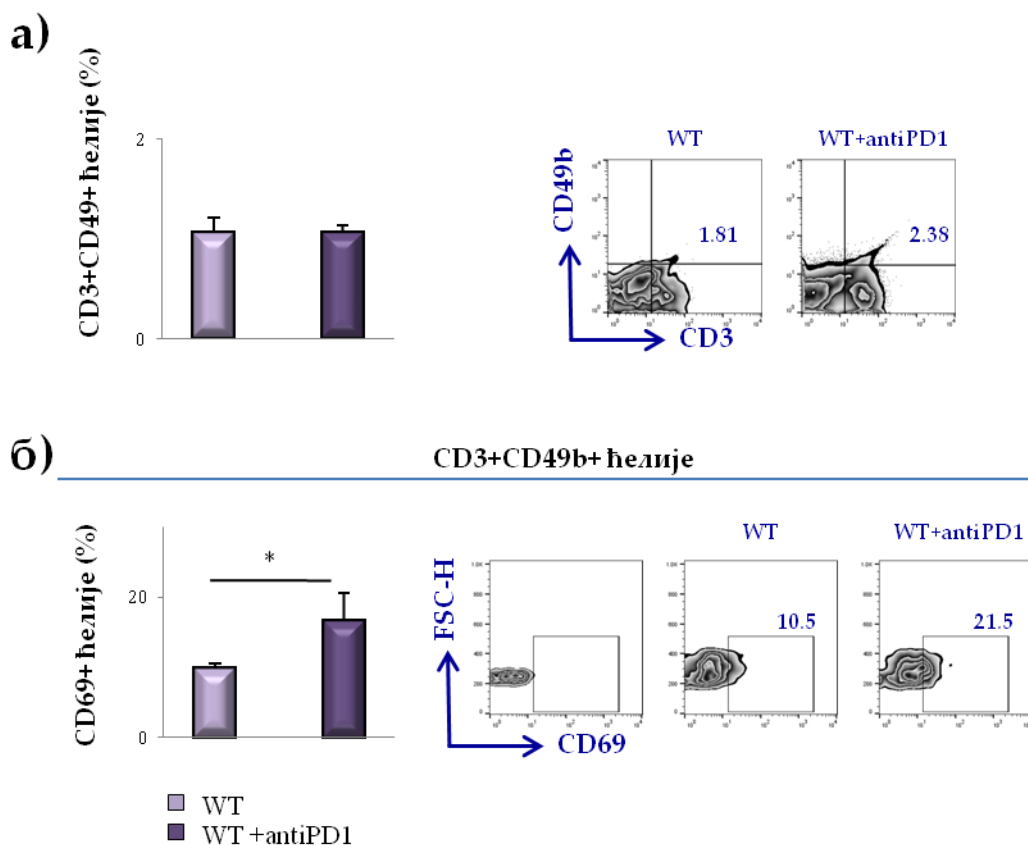 а)
CD3+CD49+ ћелије (%)
2
0
WT
WT+antiPD1
CD49b
1.81
2.38
CD3
б)
CD3+CD49b+ ћелије
CD69+ ћелије (%)
20
0
*
WT
WT+antiPD1
FSC-H
10.5
21.5
CD69
WT
WT +antiPD1